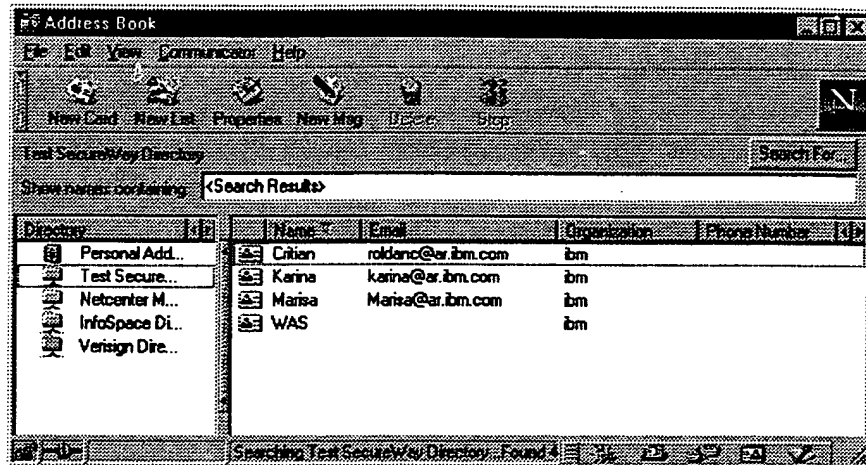 Address Book
File Edit View Communicator Help
New Card New List Properties New Msg Delete Stop
N
Test SecureWay Directory Search For...
Show names containing: <Search Results>
Directory Name Email Organization Phone Number
Personal Add... Critian roldanc@ar.ibm.com ibm
Test Secure... Karina karina@ar.ibm.com ibm
Netcenter M... Marisa Marisa@ar.ibm.com ibm
InfoSpace Di... WAS ibm
Verisign Dire...
Searching Test SecureWay Directory...Found 4